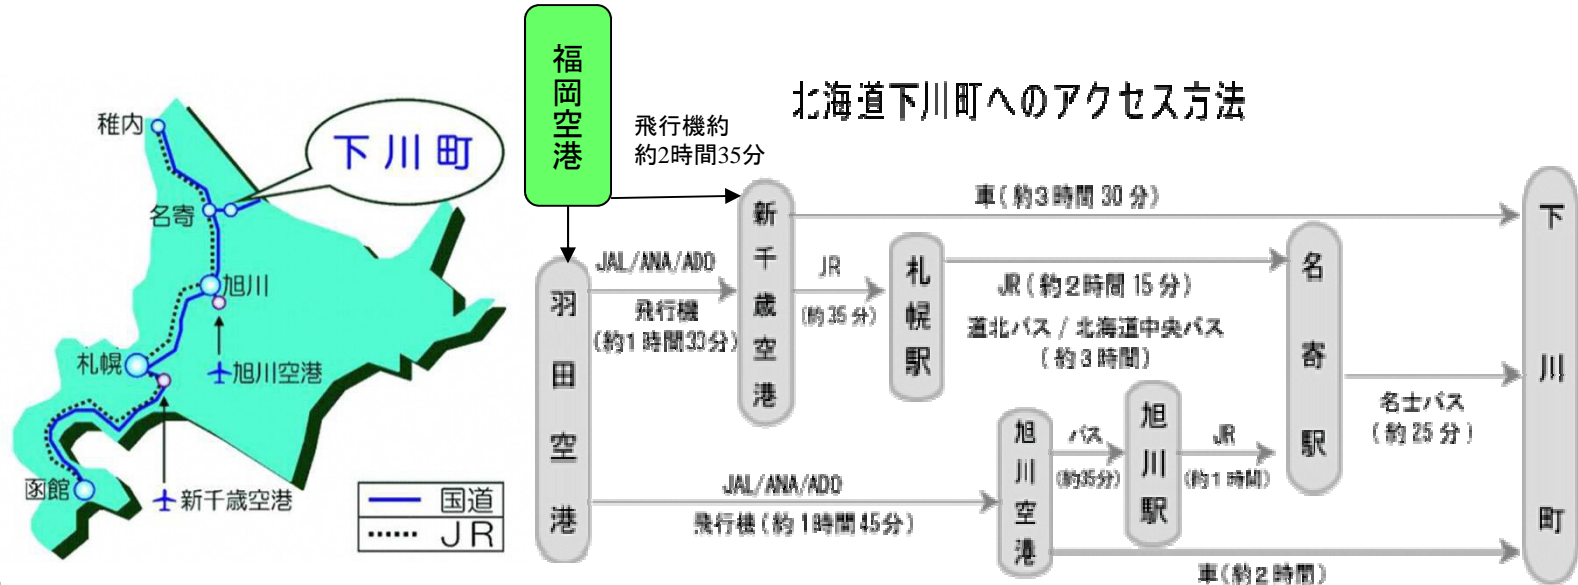 稚内
下川町
名寄
旭川
札幌
旭川空港
函館
新千歳空港
国道
JR
福岡空港
飛行機約
約2時間35分
北海道下川町へのアクセス方法
羽田空港
JAL/ANA/ADO
飛行機
(約1時間33分)
新千歳空港
車(約3時間30分)
JR
(約35分)
札幌駅
JR(約2時間15分)
道北バス/北海道中央バス
(約3時間)
名寄駅
名士バス
(約25分)
JAL/ANA/ADO
飛行機(約1時間45分)
旭川空港
バス
(約35分)
旭川駅
JR
(約1時間)
車(約2時間)
下川町